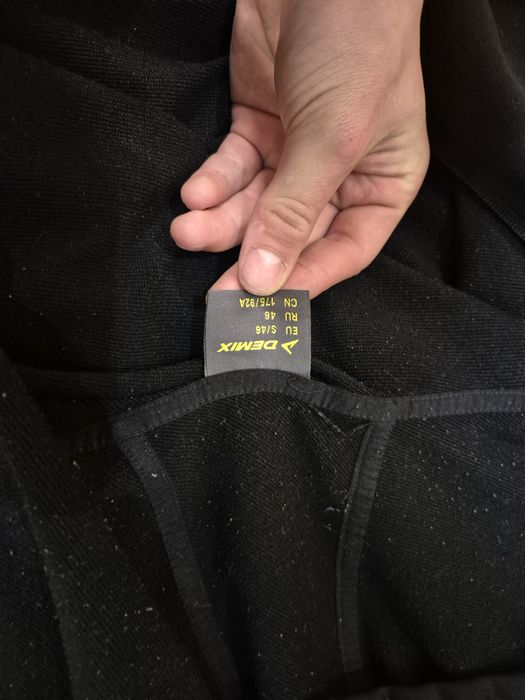 DEMIX
EU S/46
RU 46
CN 175/92A